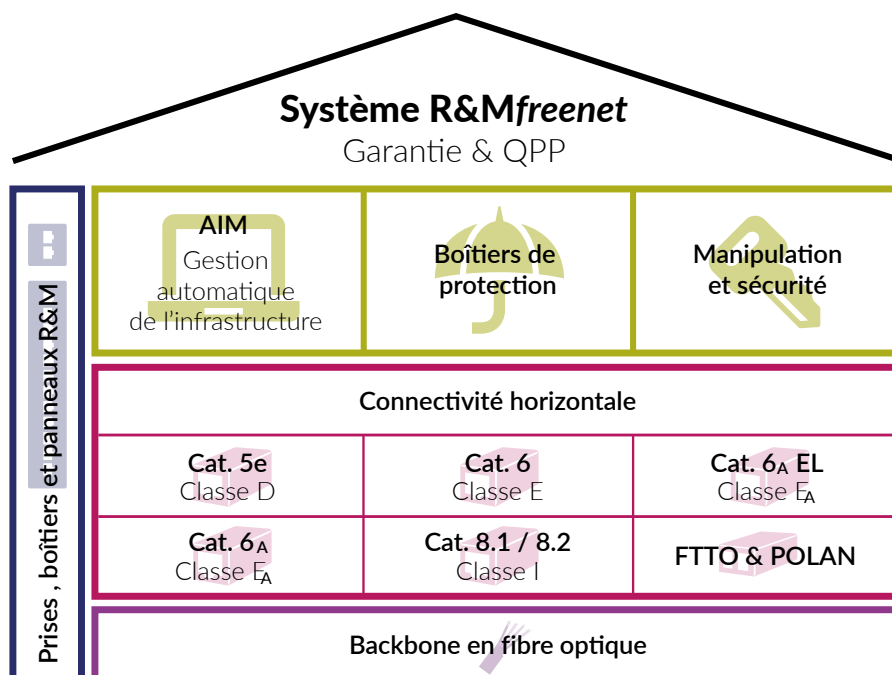 Système R&Mfreenet
Garantie & QPP
Prises , boîtiers et panneaux R&M
AIM
Gestion
automatique
de l'infrastructure
Boîtiers de
protection
Manipulation
et sécurité
Connectivité horizontale
Cat. 5e
Classe D
Cat. 6
Classe E
Cat. 6A EL
Classe EA
Cat. 6A
Classe EA
Cat. 8.1 / 8.2
Classe I
FTTO & POLAN
Backbone en fibre optique